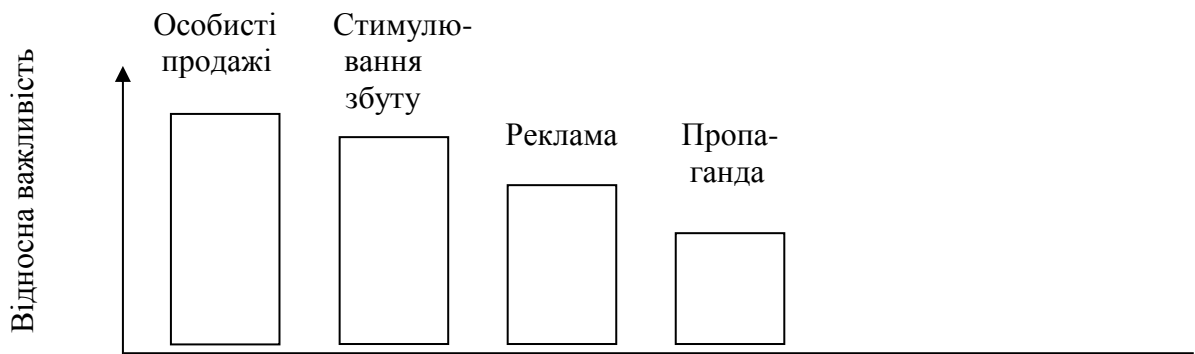 Особисті
продажі
Стимулю-
вання
збуту
Реклама
Пропа-
ганда
Відносна важливість